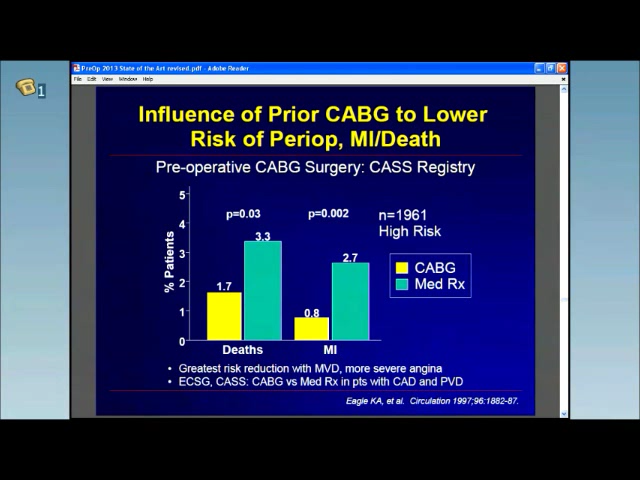 PreOp 2013 State of the Art revised.pdf - Adobe Reader
File Edit View Window Help
1
Influence of Prior CABG to Lower
Risk of Periop, MI/Death
Pre-operative CABG Surgery: CASS Registry
5
4
3
2
1
0
% Patients
p=0.03
p=0.002
1.7
3.3
0.8
2.7
Deaths
MI
n=1961
High Risk
CABG
Med Rx
• Greatest risk reduction with MVD, more severe angina
• ECSG, CASS: CABG vs Med Rx in pts with CAD and PVD
Eagle KA, et al. Circulation 1997;96:1882-87.